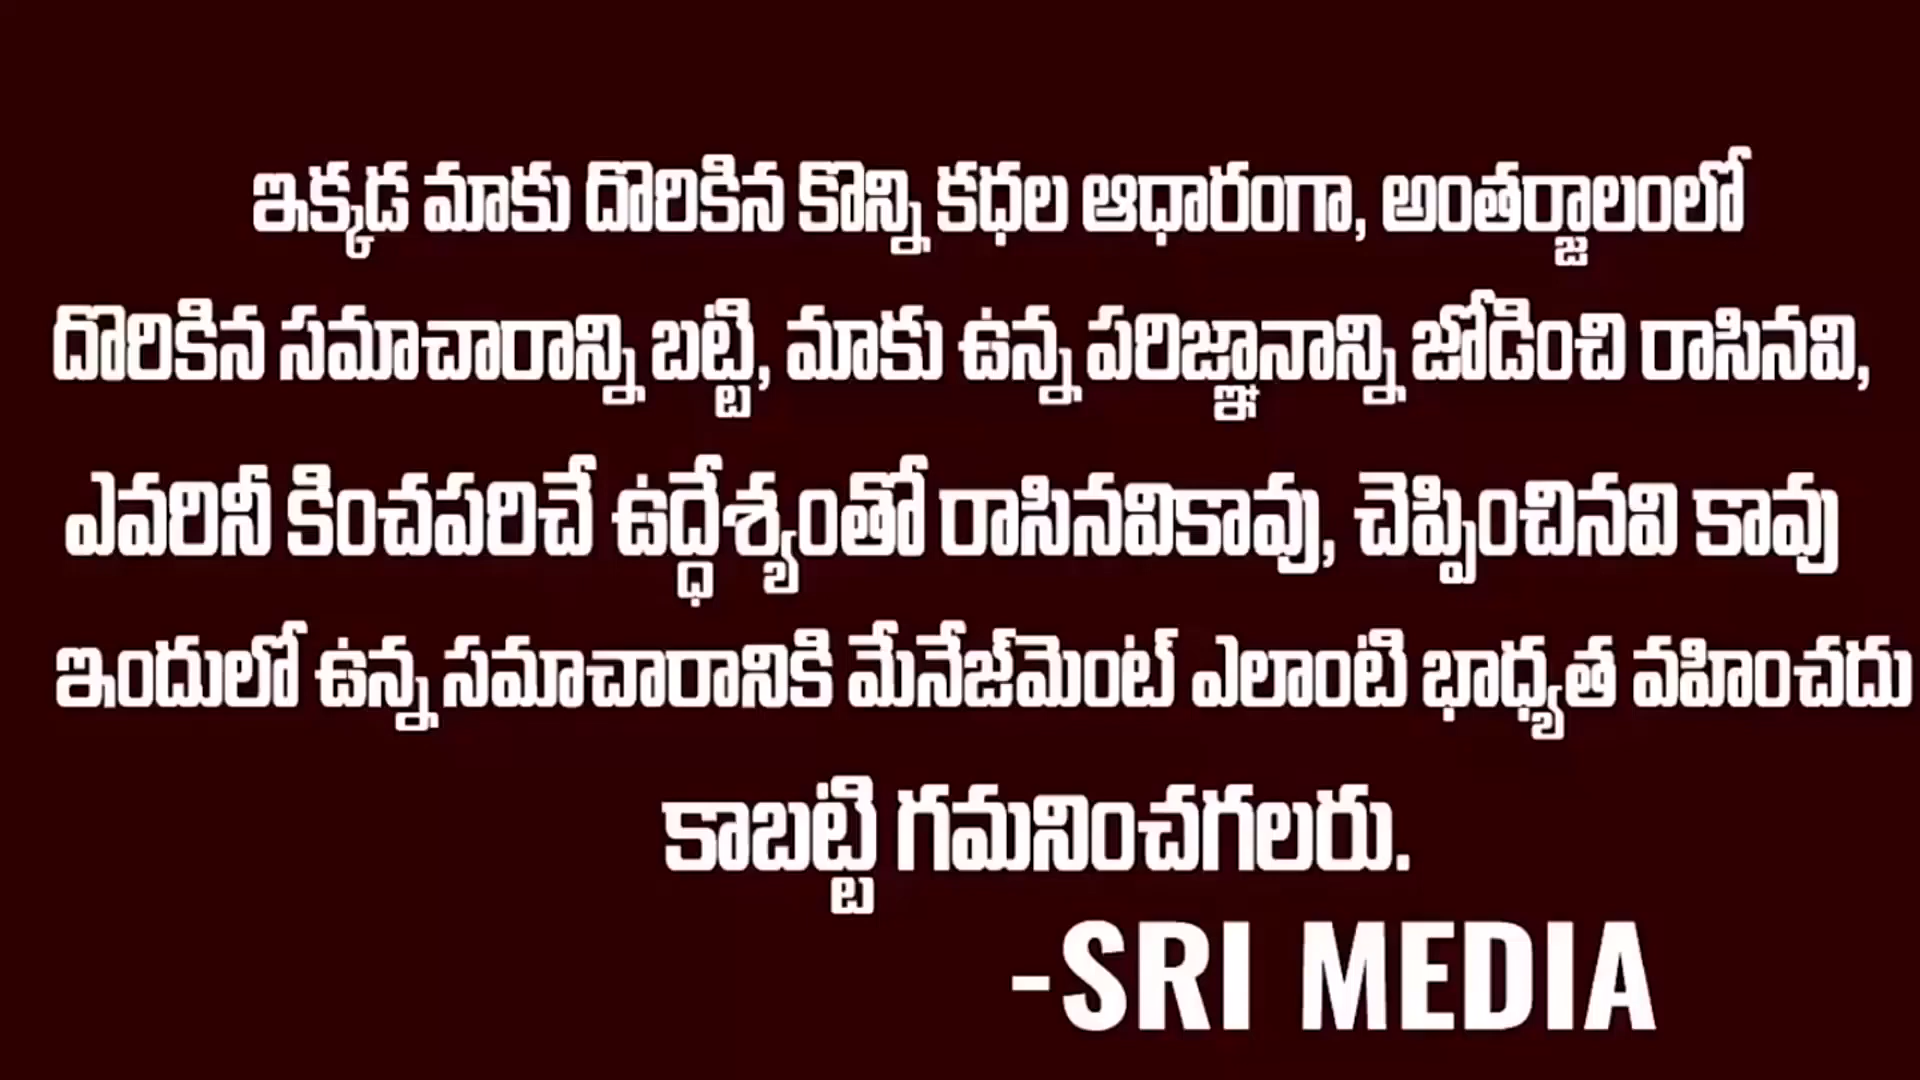 ఇక్కడ మాకు దొరికిన కొన్ని కధల ఆధారంగా, అంతర్జాలంలో
దొరికిన సమాచారాన్ని బట్టి, మాకు ఉన్న పరిజ్ఞానాన్ని జోడించి రాసినవి,
ఎవరినీ కించపరిచే ఉద్ధేశ్యంతో రాసినవికావు, చెప్పించినవి కావు
ఇందులో ఉన్న సమాచారానికి మేనేజ్‌మెంట్ ఎలాంటి భాధ్యత వహించదు
కాబట్టి గమనించగలరు.
-SRI MEDIA